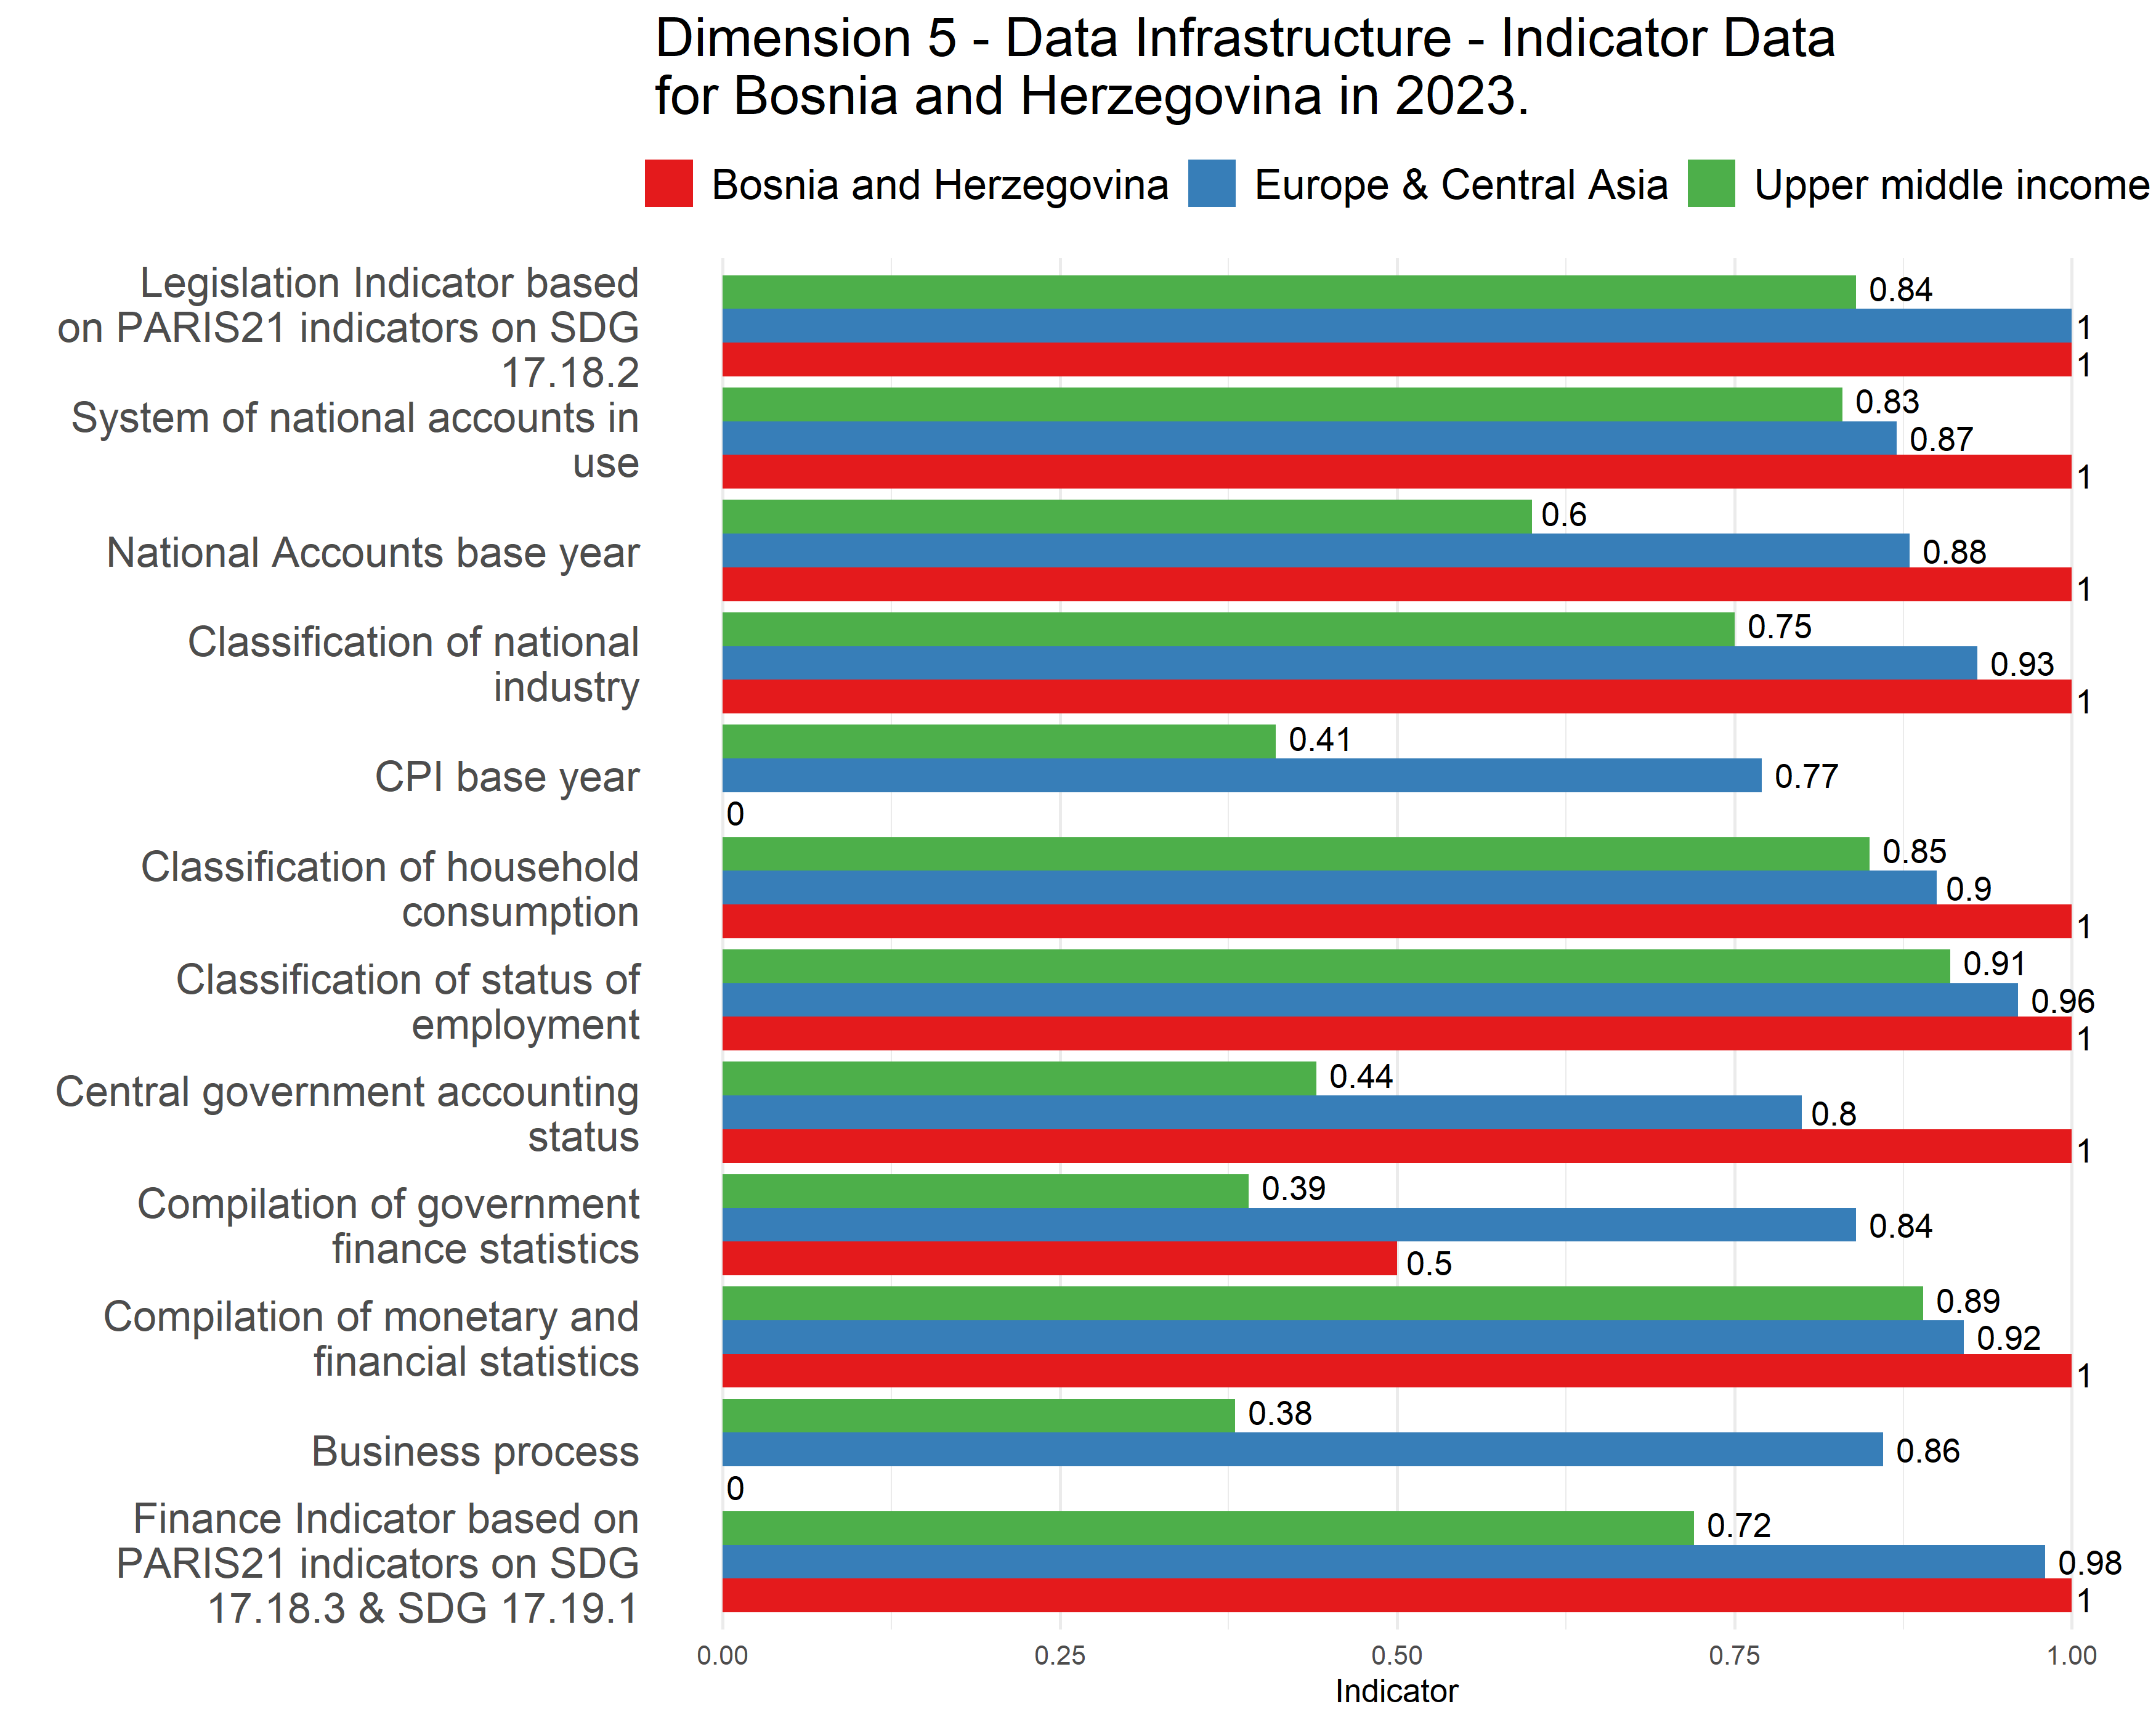 Dimension 5 - Data Infrastructure - Indicator Data
for Bosnia and Herzegovina in 2023.
Bosnia and Herzegovina Europe & Central Asia Upper middle income
Legislation Indicator based
on PARIS21 indicators on SDG
17.18.2
0.84
1
1
System of national accounts in
use
0.83
0.87
1
National Accounts base year
0.6
0.88
1
Classification of national
industry
0.75
0.93
1
CPI base year
0.41
0.77
0
Classification of household
consumption
0.85
0.9
1
Classification of status of
employment
0.91
0.96
1
Central government accounting
status
0.44
0.8
1
Compilation of government
finance statistics
0.39
0.84
0.5
Compilation of monetary and
financial statistics
0.89
0.92
1
Business process
0.38
0.86
0
Finance Indicator based on
PARIS21 indicators on SDG
17.18.3 & SDG 17.19.1
0.72
0.98
1
0.00 0.25 0.50 0.75 1.00
Indicator